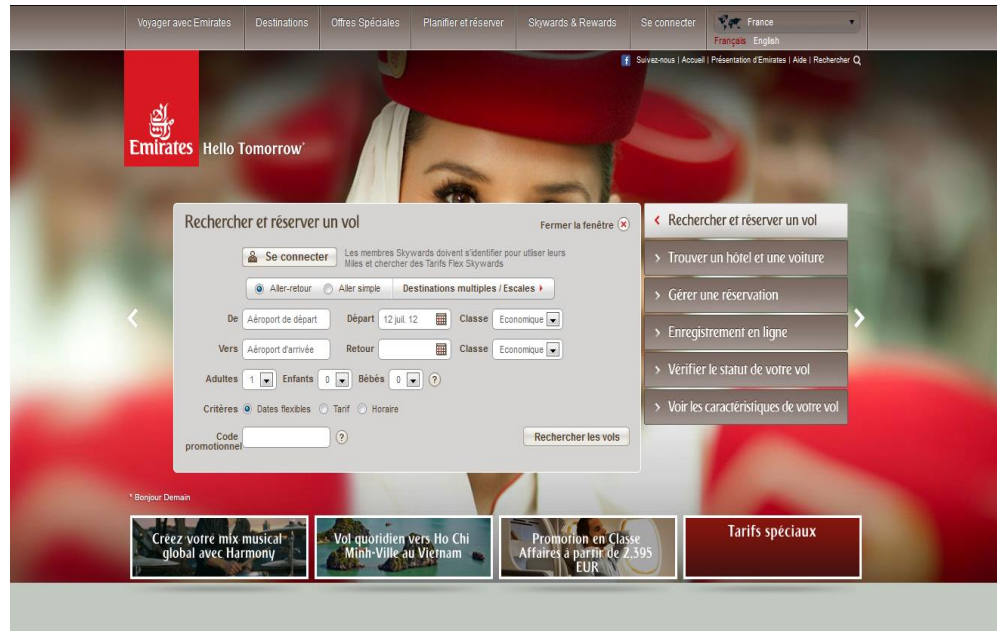 Voyager avec Emirates
Destinations
Offres Spéciales
Planifier et réserver
Skywards & Rewards
Se connecter
France
Français English
Suivez-nous | Accueil | Présentation d'Emirates | Aide | Rechercher
Emirates Hello Tomorrow*
Rechercher et réserver un vol
Fermer la fenêtre
Se connecter
Les membres Skywards doivent s'identifier pour utliser leurs
Miles et chercher des Tarifs Flex Skywards
Aller-retour Aller simple Destinations multiples / Escales
De Aéroport de départ Départ 12 juil. 12 Classe Economique
Vers Aéroport d'arrivée Retour Classe Economique
Adultes 1 Enfants 0 Bébés 0 ?
Critères Dates flexibles Tarif Horaire
Code
promotionnel ?
Rechercher les vols
Rechercher et réserver un vol
Trouver un hôtel et une voiture
Gérer une réservation
Enregistrement en ligne
Vérifier le statut de votre vol
Voir les caractéristiques de votre vol
* Bonjour Demain
Créez votre mix musical
global avec Harmony
Vol quotidien vers Ho Chi
Minh-Ville au Vietnam
Promotion en Classe
Affaires à partir de 2.395
EUR
Tarifs spéciaux